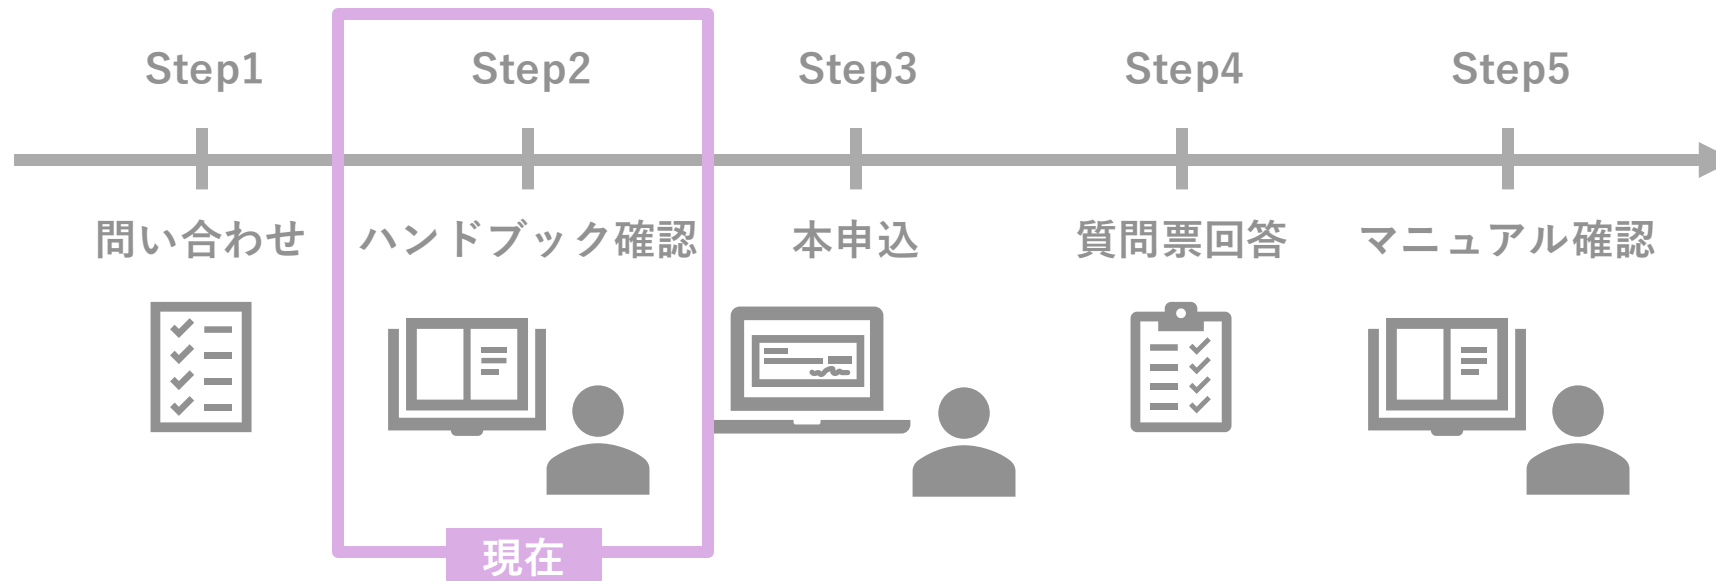 Step1
Step2
Step3
Step4
Step5
問い合わせ
ハンドブック確認
本申込
質問票回答
マニュアル確認
現在